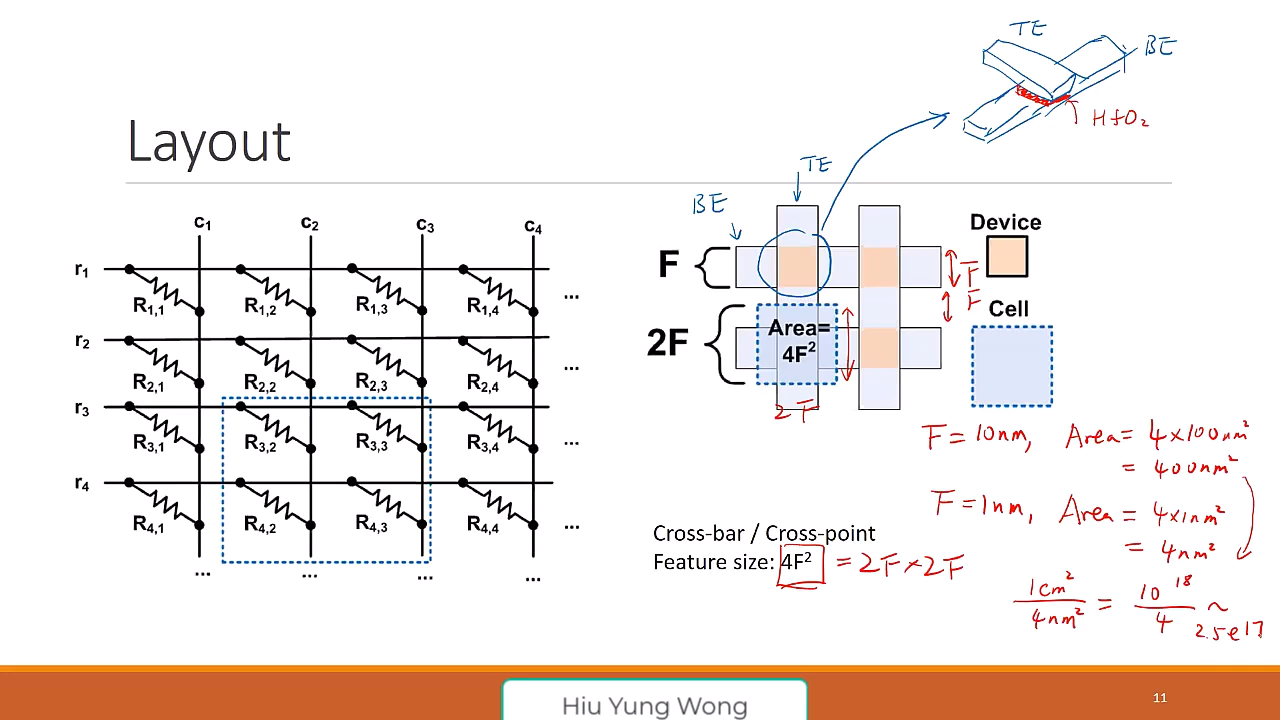 Layout
TE
BE
HfO₂
TE
BE
c₁ c₂ c₃ c₄
r₁
R₁,₁ R₁,₂ R₁,₃ R₁,₄ ...
r₂
R₂,₁ R₂,₂ R₂,₃ R₂,₄ ...
r₃
R₃,₁ R₃,₂ R₃,₃ R₃,₄ ...
r₄
R₄,₁ R₄,₂ R₄,₃ R₄,₄ ...
... ... ... ...
F
2F
Area=
4F²
F
F
2F
Device
Cell
Cross-bar / Cross-point
Feature size: 4F² = 2F×2F
F = 10nm, Area = 4×100nm²
= 400nm²
F = 1nm, Area = 4×1nm²
= 4nm²
1cm²/4nm² = 10¹⁸/4 ~
2.5e17
11
Hiu Yung Wong